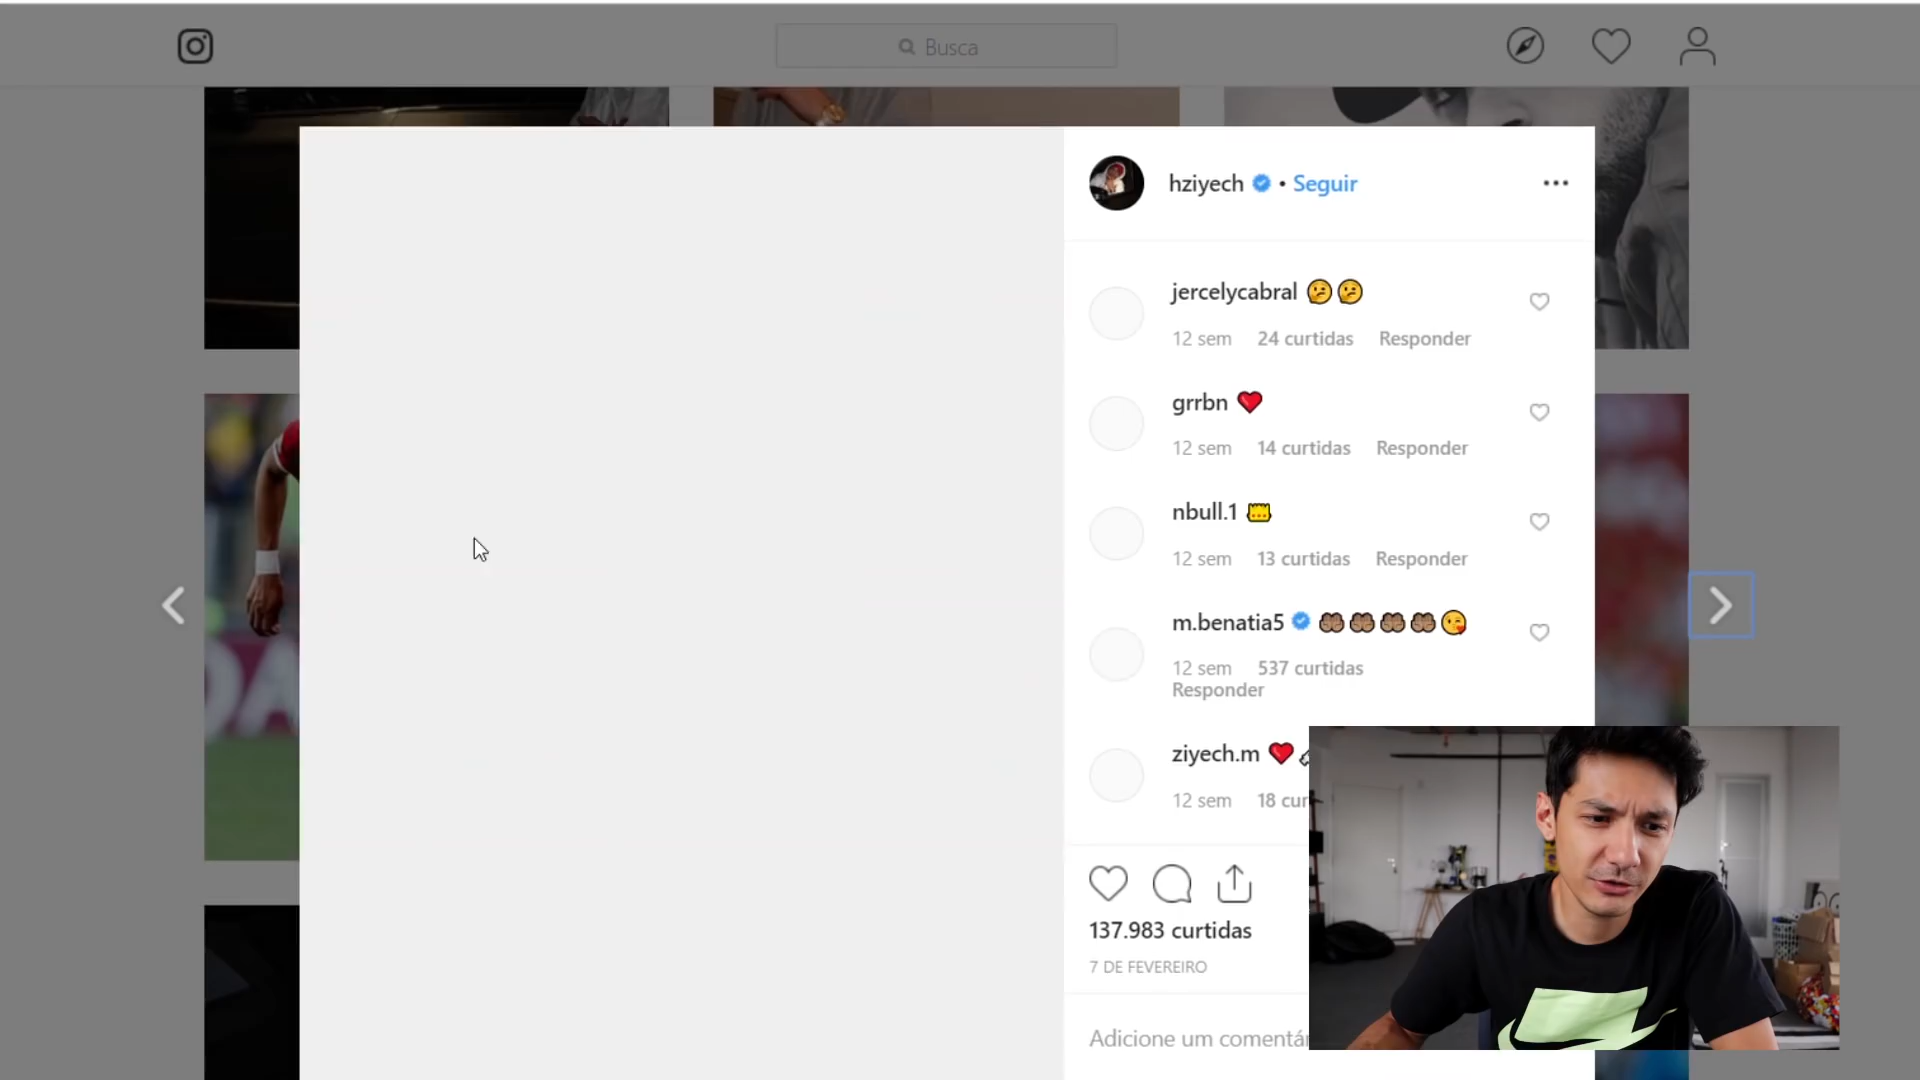 Busca
hziyech • Seguir
jercelycabral 🤔🤔
12 sem 24 curtidas Responder
grrbn ❤️
12 sem 14 curtidas Responder
nbull.1
12 sem 13 curtidas Responder
m.benatia5 🤲🏽🤲🏽🤲🏽🤲🏽😘
12 sem 537 curtidas
Responder
ziyech.m ❤️
12 sem 18 cur
137.983 curtidas
7 DE FEVEREIRO
Adicione um comentár